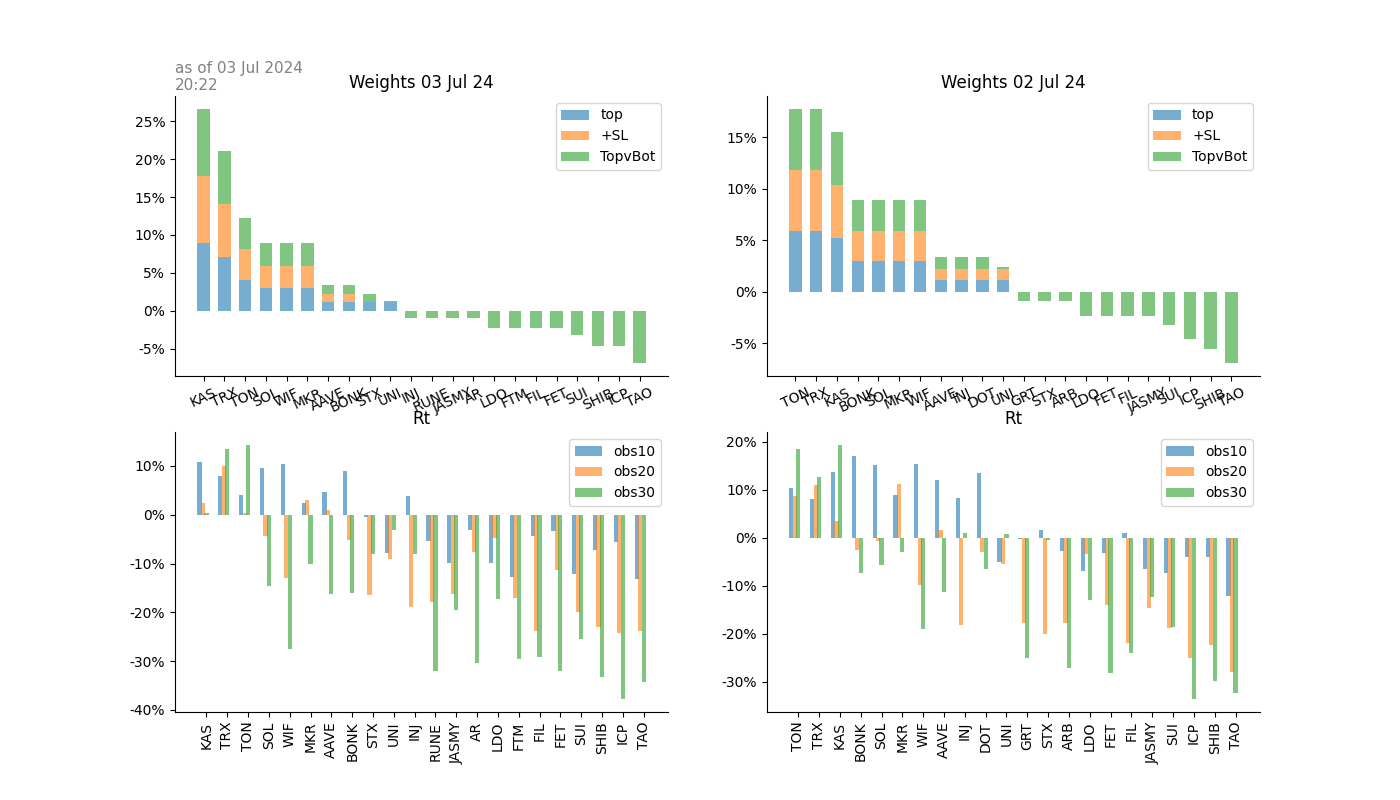 as of 03 Jul 2024
20:22
Weights 03 Jul 24
25%
20%
15%
10%
5%
0%
-5%
top
+SL
TopvBot
KAS TRX TON SOL WIF MKR AAVE BONK STX UNI INJ RUNE JASMY AR LDO FTM FIL FET SUI SHIB ICP TAO
Weights 02 Jul 24
15%
10%
5%
0%
-5%
top
+SL
TopvBot
TON TRX KAS BONK SOL MKR WIF AAVE INJ DOT UNI GRT STX ARB LDO FET FIL JASMY SUI ICP SHIB TAO
Rt
10%
0%
-10%
-20%
-30%
-40%
obs10
obs20
obs30
KAS TRX TON SOL WIF MKR AAVE BONK STX UNI INJ RUNE JASMY AR LDO FTM FIL FET SUI SHIB ICP TAO
Rt
20%
10%
0%
-10%
-20%
-30%
obs10
obs20
obs30
TON TRX KAS BONK SOL MKR WIF AAVE INJ DOT UNI GRT STX ARB LDO FET FIL JASMY SUI ICP SHIB TAO